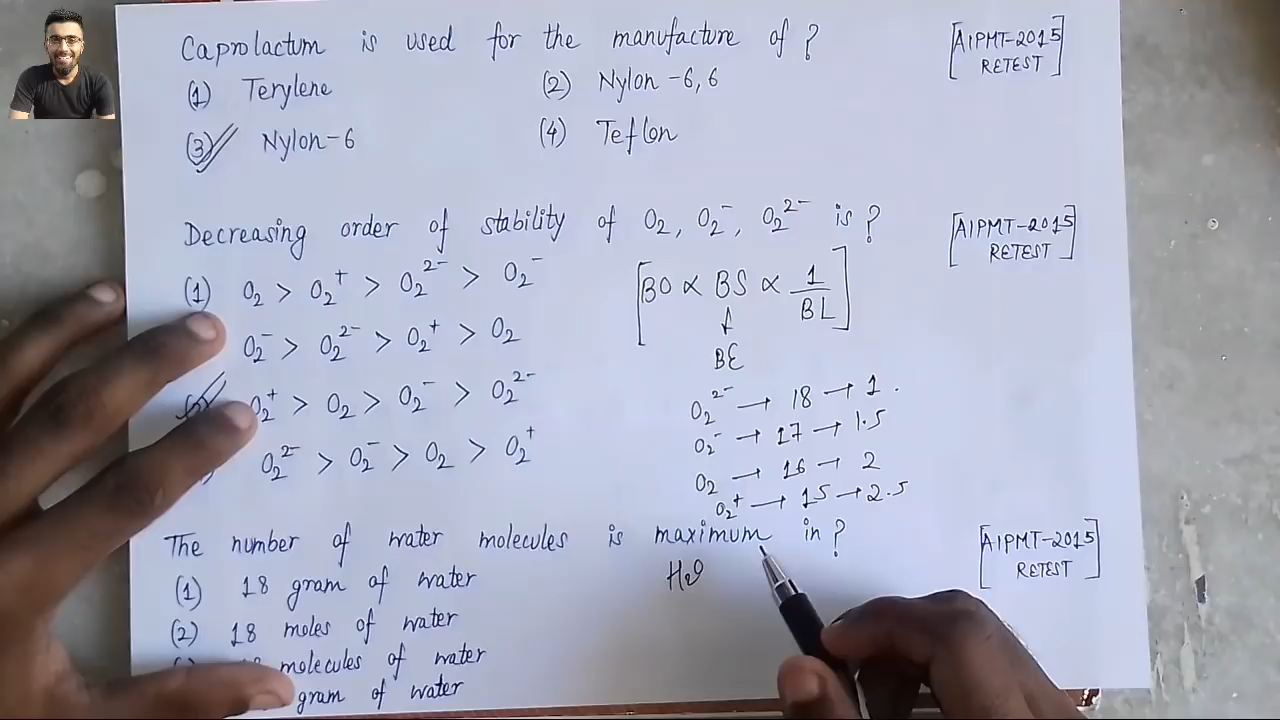 Caprolactum is used for the manufacture of ? [AIPMT-2015 RETEST]
(1) Terylene (2) Nylon -6,6
(3) Nylon-6 (4) Teflon
Decreasing order of stability of O₂, O₂⁻, O₂²⁻ is ? [AIPMT-2015 RETEST]
(1) O₂ > O₂⁺ > O₂²⁻ > O₂⁻
O₂⁻ > O₂²⁻ > O₂⁺ > O₂
O₂⁺ > O₂ > O₂⁻ > O₂²⁻
O₂²⁻ > O₂⁻ > O₂ > O₂⁺
[BO ∝ BS ∝ 1/BL]
BE
O₂²⁻ → 18 → 1.
O₂⁻ → 17 → 1.5
O₂ → 16 → 2
O₂⁺ → 15 → 2.5
The number of water molecules is maximum in ? [AIPMT-2015 RETEST]
H₂O
(1) 18 gram of water
(2) 18 moles of water
molecules of water
gram of water